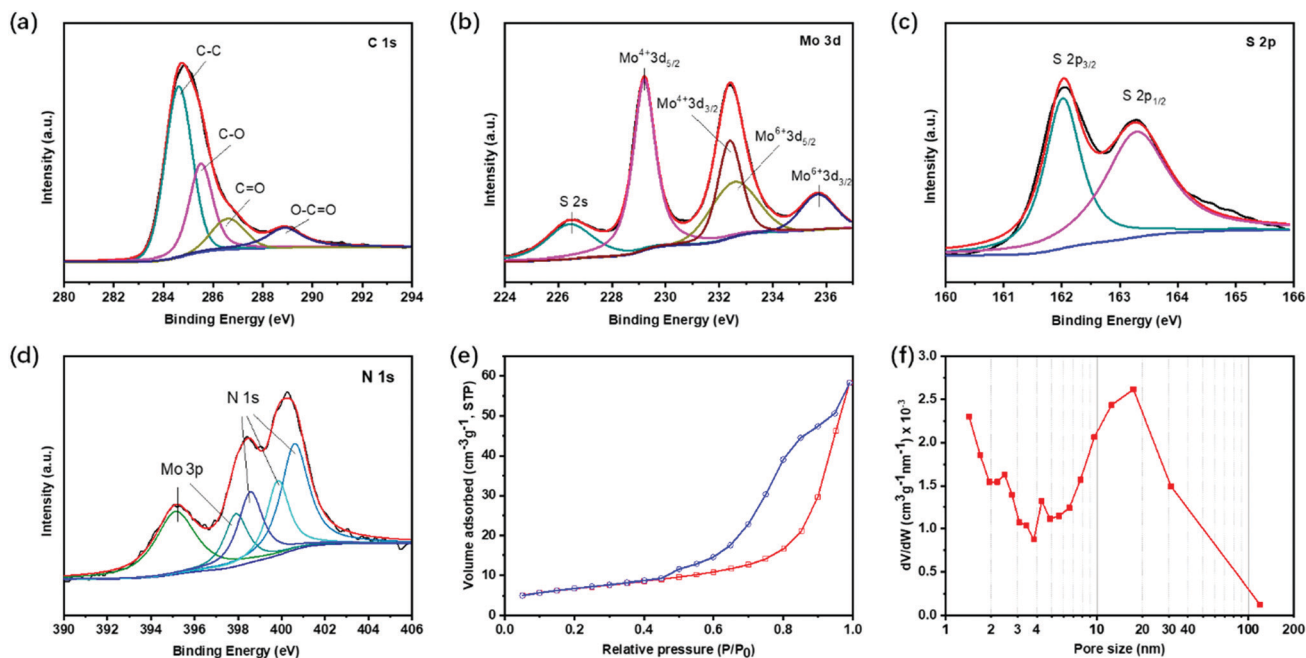 (a)
C 1s
C-C
C-O
C=O
O-C=O
Intensity (a.u.)
280 282 284 286 288 290 292 294
Binding Energy (eV)
(b)
Mo 3d
Mo⁴⁺3d₅/₂
Mo⁴⁺3d₃/₂
Mo⁶⁺3d₅/₂
Mo⁶⁺3d₃/₂
S 2s
Intensity (a.u.)
224 226 228 230 232 234 236
Binding Energy (eV)
(c)
S 2p
S 2p₃/₂
S 2p₁/₂
Intensity (a.u.)
160 161 162 163 164 165 166
Binding Energy (eV)
(d)
N 1s
N 1s
Mo 3p
Intensity (a.u.)
390 392 394 396 398 400 402 404 406
Binding Energy (eV)
(e)
Volume adsorbed (cm⁻³g⁻¹, STP)
60
50
40
30
20
10
0
0.0 0.2 0.4 0.6 0.8 1.0
Relative pressure (P/P₀)
(f)
dV/dW (cm⁻³g⁻¹nm⁻¹) x 10⁻³
3.0
2.5
2.0
1.5
1.0
0.5
0.0
1 2 3 4 10 20 30 40 100 200
Pore size (nm)